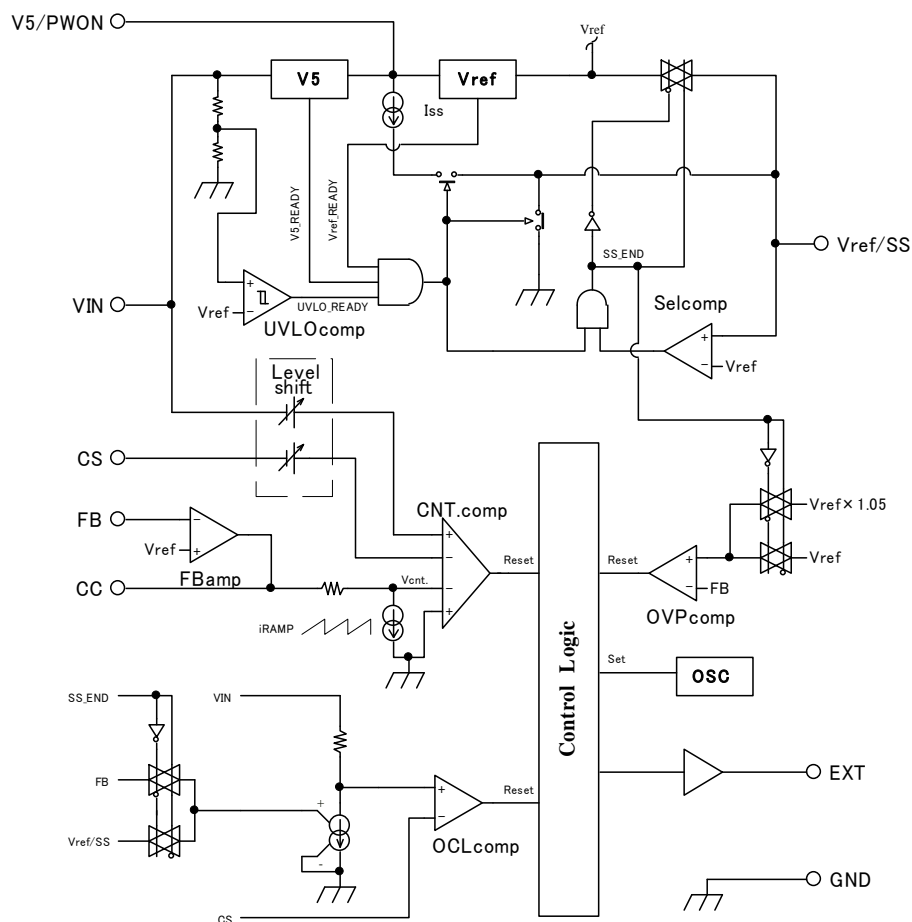 V5/PWON
Vref
V5
Vref
Iss
V5_READY
Vref_READY
SS_END
Vref/SS
Selcomp
VIN
Vref
UVLO_READY
UVLOcomp
Vref
Level
shift
CS
CNT.comp
Vref×1.05
FB
Vref
Reset
Reset
Vref
FBamp
CC
Vcnt.
FB
OVPcomp
iRAMP
Control Logic
Set
OSC
SS_END
VIN
FB
EXT
Reset
Vref/SS
OCLcomp
GND
CS
+
−
+
−
−
+
+
−
−
+
+
−
+
−
+
-